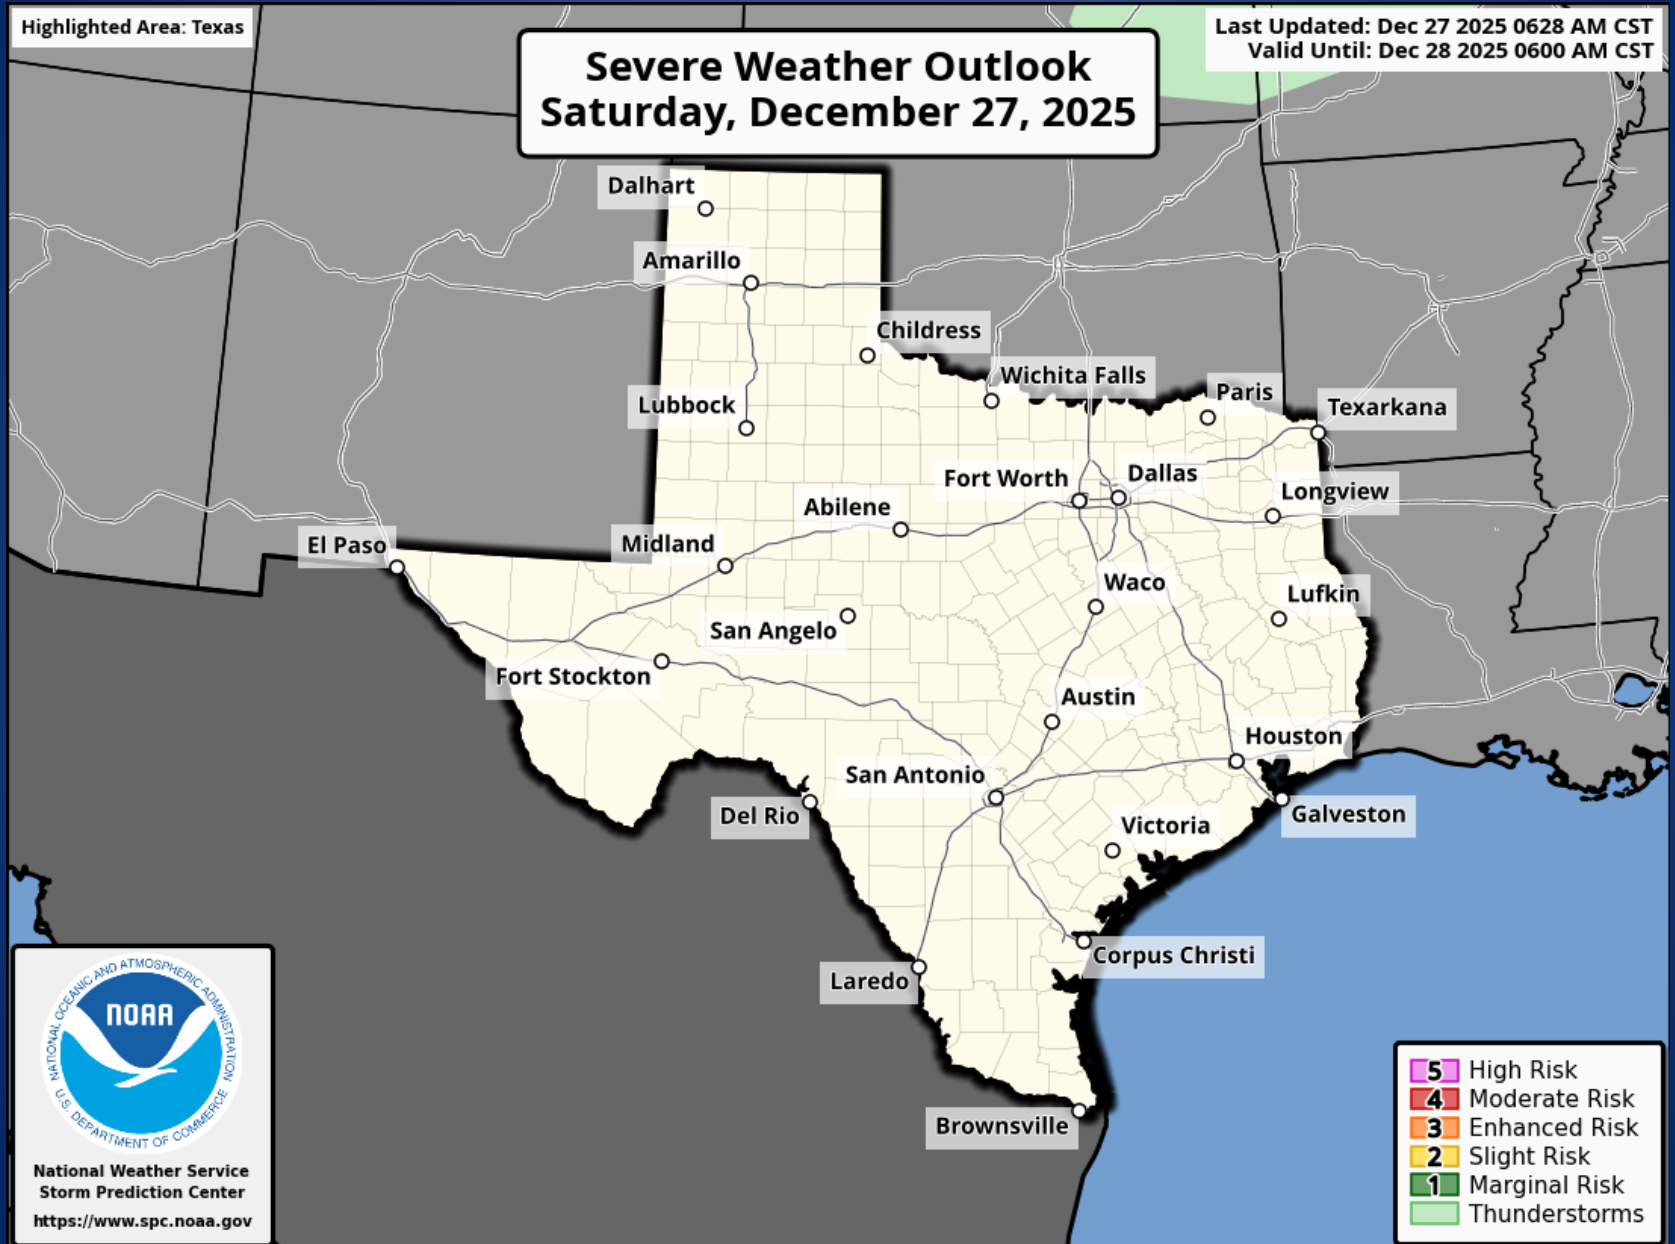 Highlighted Area: Texas
Severe Weather Outlook
Saturday, December 27, 2025
Last Updated: Dec 27 2025 0628 AM CST
Valid Until: Dec 28 2025 0600 AM CST
Dalhart
Amarillo
Childress
Wichita Falls
Paris
Lubbock
Texarkana
Fort Worth
Dallas
Longview
Abilene
El Paso
Midland
Waco
Lufkin
San Angelo
Fort Stockton
Austin
Houston
San Antonio
Del Rio
Galveston
Victoria
Corpus Christi
Laredo
Brownsville
NATIONAL OCEANIC AND ATMOSPHERIC ADMINISTRATION
NOAA
U.S. DEPARTMENT OF COMMERCE
National Weather Service
Storm Prediction Center
https://www.spc.noaa.gov
5 High Risk
4 Moderate Risk
3 Enhanced Risk
2 Slight Risk
1 Marginal Risk
Thunderstorms